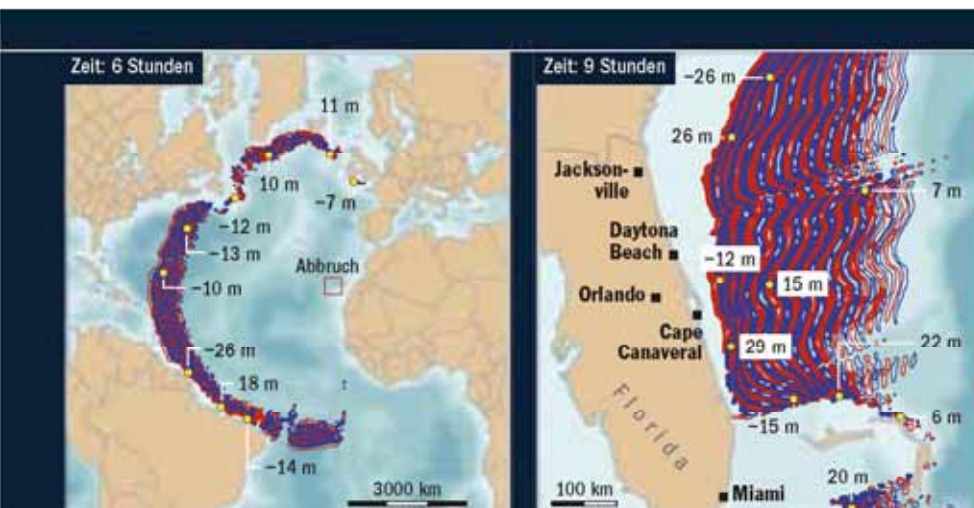 Zeit: 6 Stunden
11 m
10 m
-7 m
-12 m
-13 m
Abbruch
-10 m
-26 m
18 m
-14 m
3000 km
Zeit: 9 Stunden
-26 m
26 m
Jackson-
ville
7 m
Daytona
Beach
-12 m
15 m
Orlando
Cape
Canaveral
29 m
22 m
Florida
-15 m
6 m
20 m
100 km
Miami